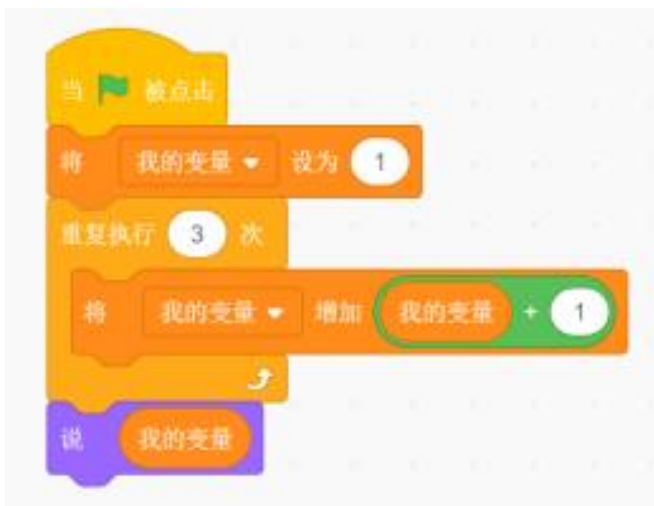 当 被点击
将 我的变量 设为 1
重复执行 3 次
将 我的变量 增加 我的变量 + 1
说 我的变量